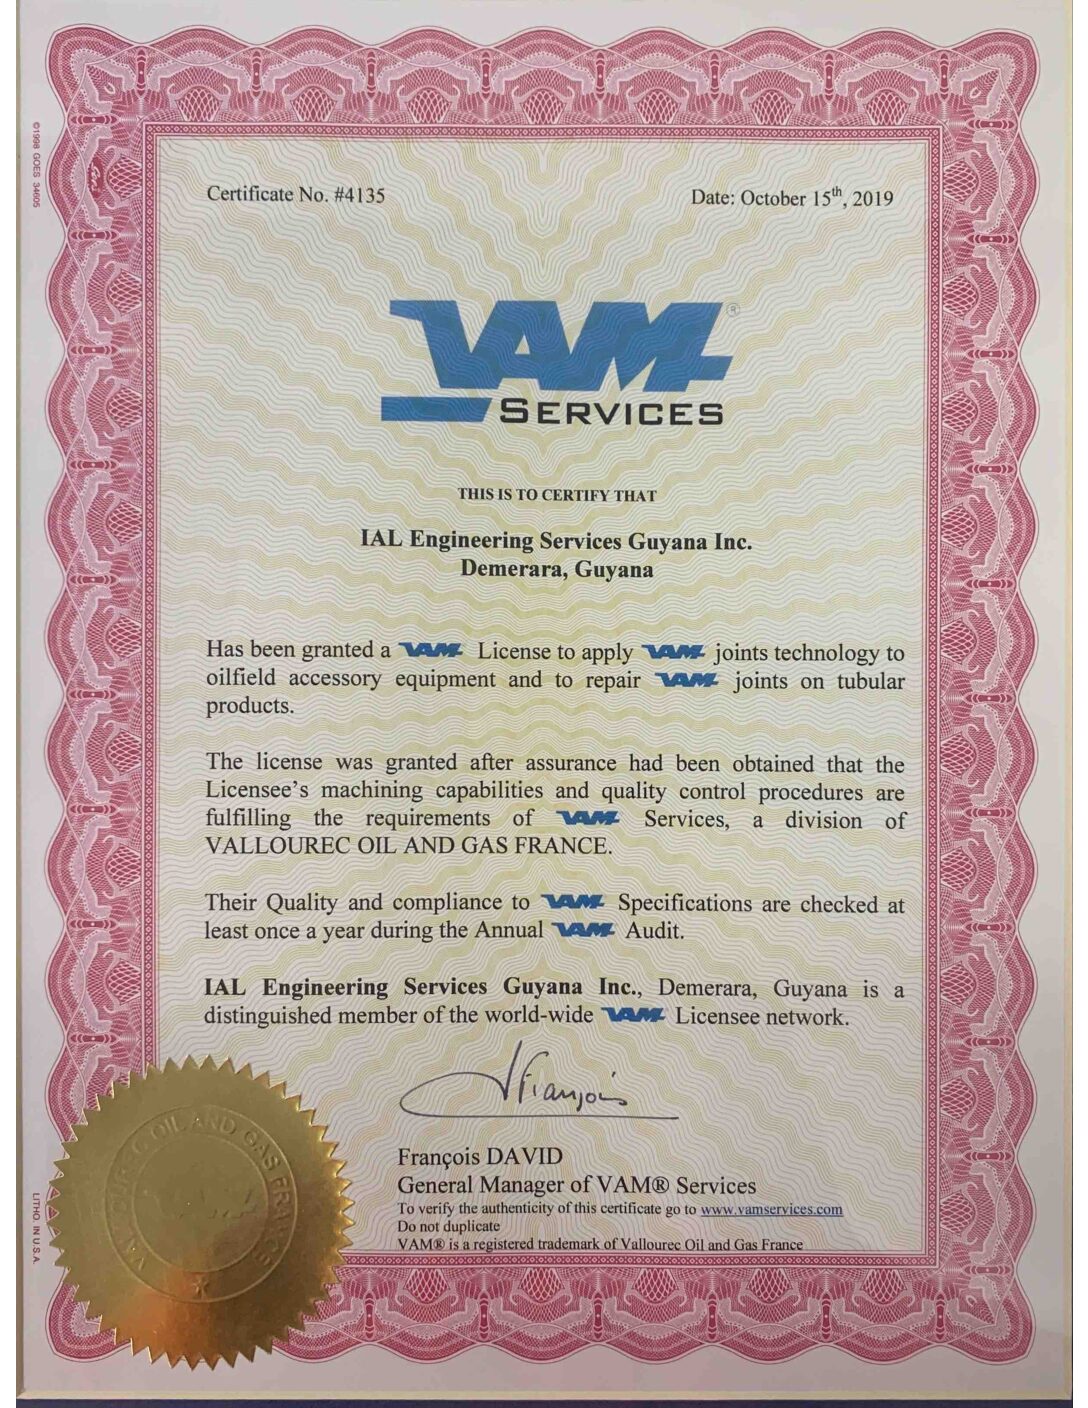 ©1998 GOES 34605
Certificate No. #4135
Date: October 15th, 2019
VAM®
SERVICES
THIS IS TO CERTIFY THAT
IAL Engineering Services Guyana Inc.
Demerara, Guyana
Has been granted a VAM License to apply VAM joints technology to
oilfield accessory equipment and to repair VAM joints on tubular
products.
The license was granted after assurance had been obtained that the
Licensee's machining capabilities and quality control procedures are
fulfilling the requirements of VAM Services, a division of
VALLOUREC OIL AND GAS FRANCE.
Their Quality and compliance to VAM Specifications are checked at
least once a year during the Annual VAM Audit.
IAL Engineering Services Guyana Inc., Demerara, Guyana is a
distinguished member of the world-wide VAM Licensee network.
François
François DAVID
General Manager of VAM® Services
To verify the authenticity of this certificate go to www.vamservices.com
Do not duplicate
VAM® is a registered trademark of Vallourec Oil and Gas France
VALLOUREC OIL AND GAS FRANCE
VAM
LITHO. IN U.S.A.